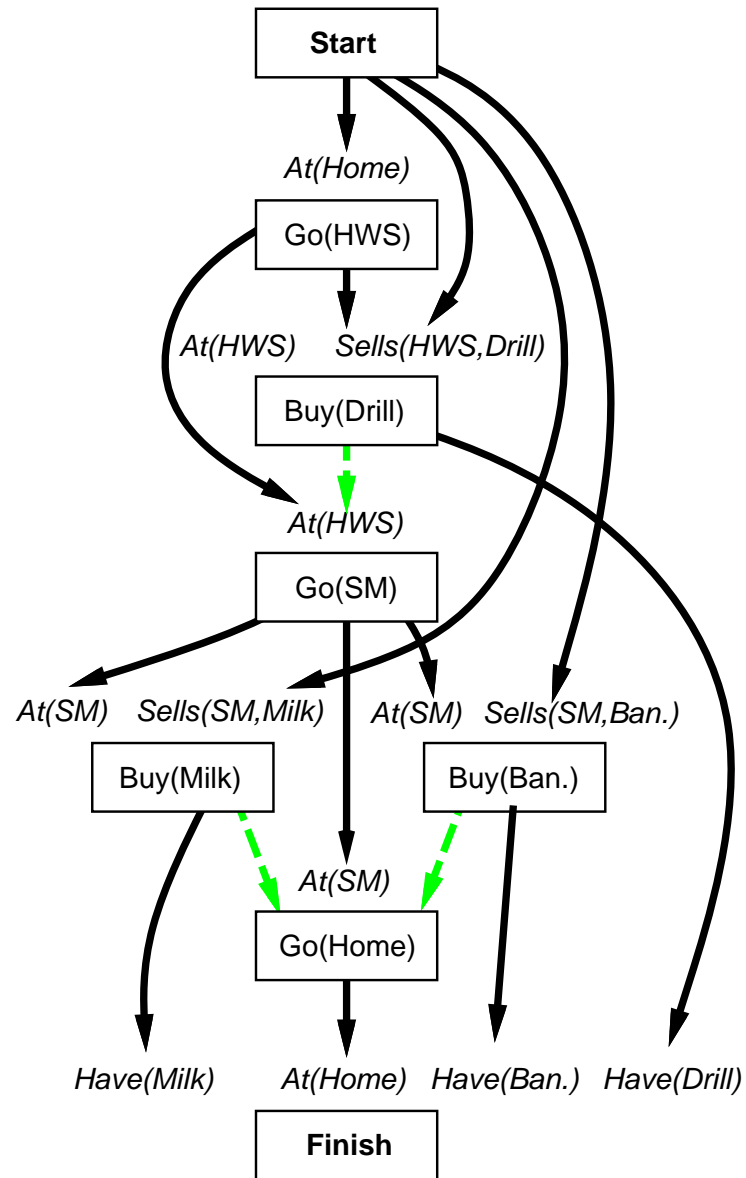 Start
At(Home)
Go(HWS)
At(HWS) Sells(HWS,Drill)
Buy(Drill)
At(HWS)
Go(SM)
At(SM) Sells(SM,Milk) At(SM) Sells(SM,Ban.)
Buy(Milk) Buy(Ban.)
At(SM)
Go(Home)
Have(Milk) At(Home) Have(Ban.) Have(Drill)
Finish